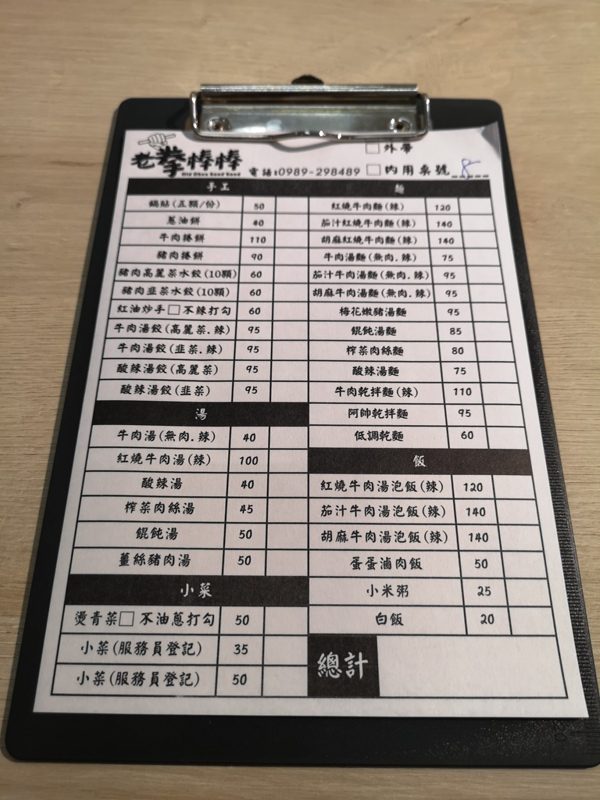 老拳棒棒
Old Chen Band Band
電話:0989-298489
□外帶
□內用 桌號 8
手工
鍋貼(五顆/份) 50
蔥油餅 40
牛肉捲餅 110
豬肉捲餅 90
豬肉高麗菜水餃(10顆) 60
豬肉韭菜水餃(10顆) 60
紅油炒手□不辣打勾 60
牛肉湯餃(高麗菜.辣) 95
牛肉湯餃(韭菜.辣) 95
酸辣湯餃(高麗菜) 95
酸辣湯餃(韭菜) 95
湯
牛肉湯(無肉.辣) 40
紅燒牛肉湯(辣) 100
酸辣湯 40
榨菜肉絲湯 45
餛飩湯 50
薑絲豬肉湯 50
小菜
燙青菜□不油蔥打勾 50
小菜(服務員登記) 35
小菜(服務員登記) 50
麵
紅燒牛肉麵(辣) 120
茄汁紅燒牛肉麵(辣) 140
胡麻紅燒牛肉麵(辣) 140
牛肉湯麵(無肉.辣) 75
茄汁牛肉湯麵(無肉.辣) 95
胡麻牛肉湯麵(無肉.辣) 95
梅花嫩豬湯麵 95
餛飩湯麵 85
榨菜肉絲麵 80
酸辣湯麵 75
牛肉乾拌麵(辣) 110
阿帥乾拌麵 95
低調乾麵 60
飯
紅燒牛肉湯泡飯(辣) 120
茄汁牛肉湯泡飯(辣) 140
胡麻牛肉湯泡飯(辣) 140
蛋蛋滷肉飯 50
小米粥 25
白飯 20
總計